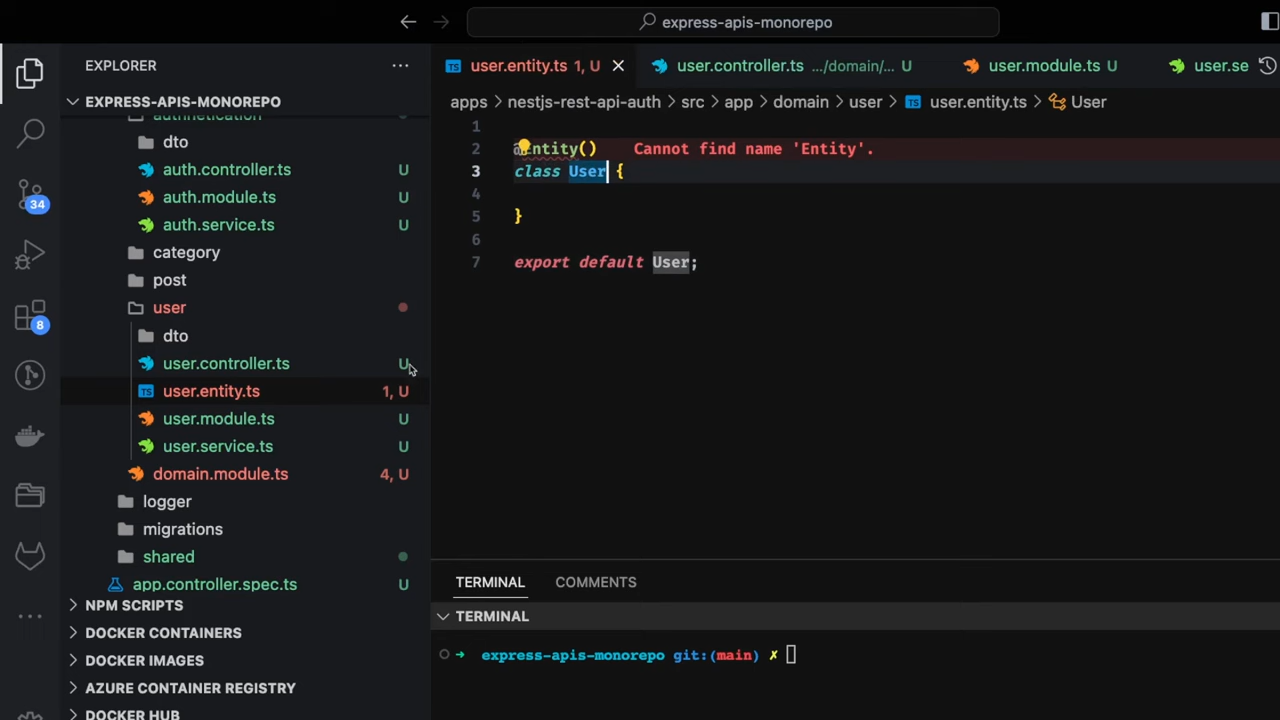 express-apis-monorepo
EXPLORER
user.entity.ts 1, U
user.controller.ts .../domain/... U
user.module.ts U
user.se
EXPRESS-APIS-MONOREPO
apps > nestjs-rest-api-auth > src > app > domain > user > TS user.entity.ts > User
dto
auth.controller.ts U
auth.module.ts U
auth.service.ts U
category
post
user
dto
user.controller.ts U
TS user.entity.ts 1, U
user.module.ts U
user.service.ts U
domain.module.ts 4, U
logger
migrations
shared
app.controller.spec.ts U
NPM SCRIPTS
DOCKER CONTAINERS
DOCKER IMAGES
AZURE CONTAINER REGISTRY
DOCKER HUB
34
8
1
2 @Entity() Cannot find name 'Entity'.
3 class User {
4
5 }
6
7 export default User;
TERMINAL COMMENTS
TERMINAL
express-apis-monorepo git:(main) ✗